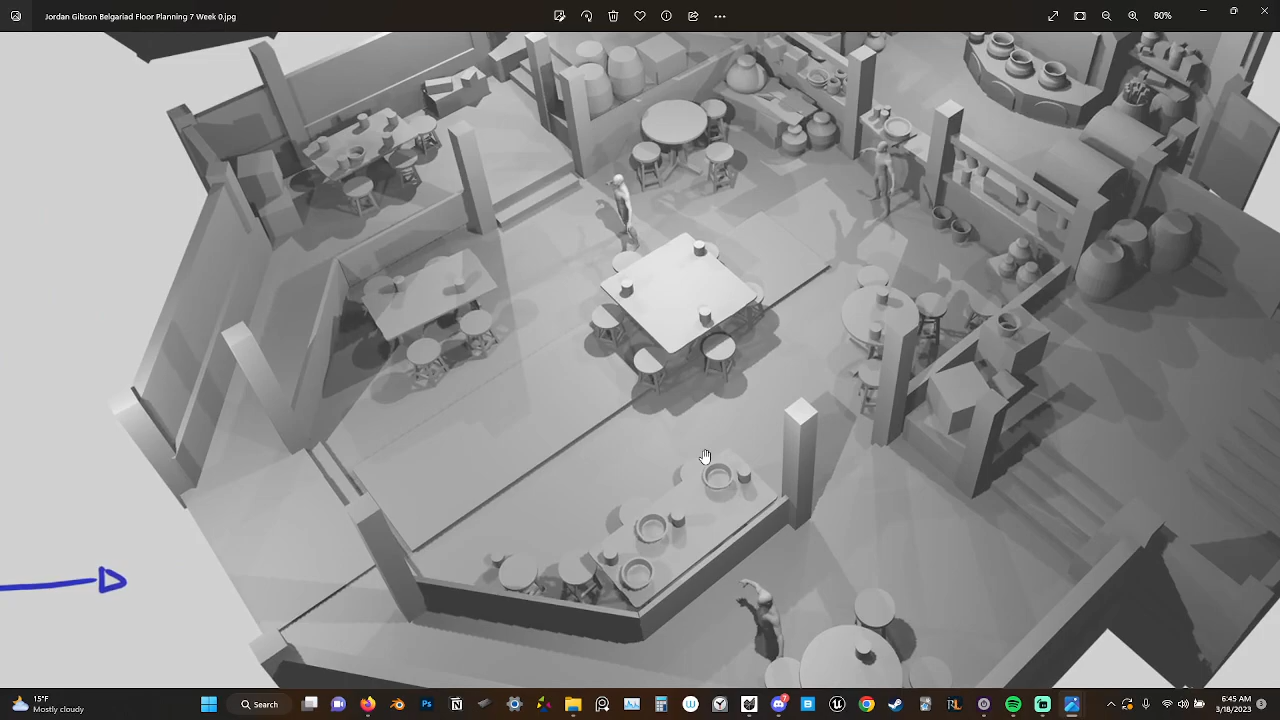 Jordan Gibson Belgariad Floor Planning 7 Week 0.jpg
80%
15°F
Mostly cloudy
Search
7
6:45 AM
3/18/2023